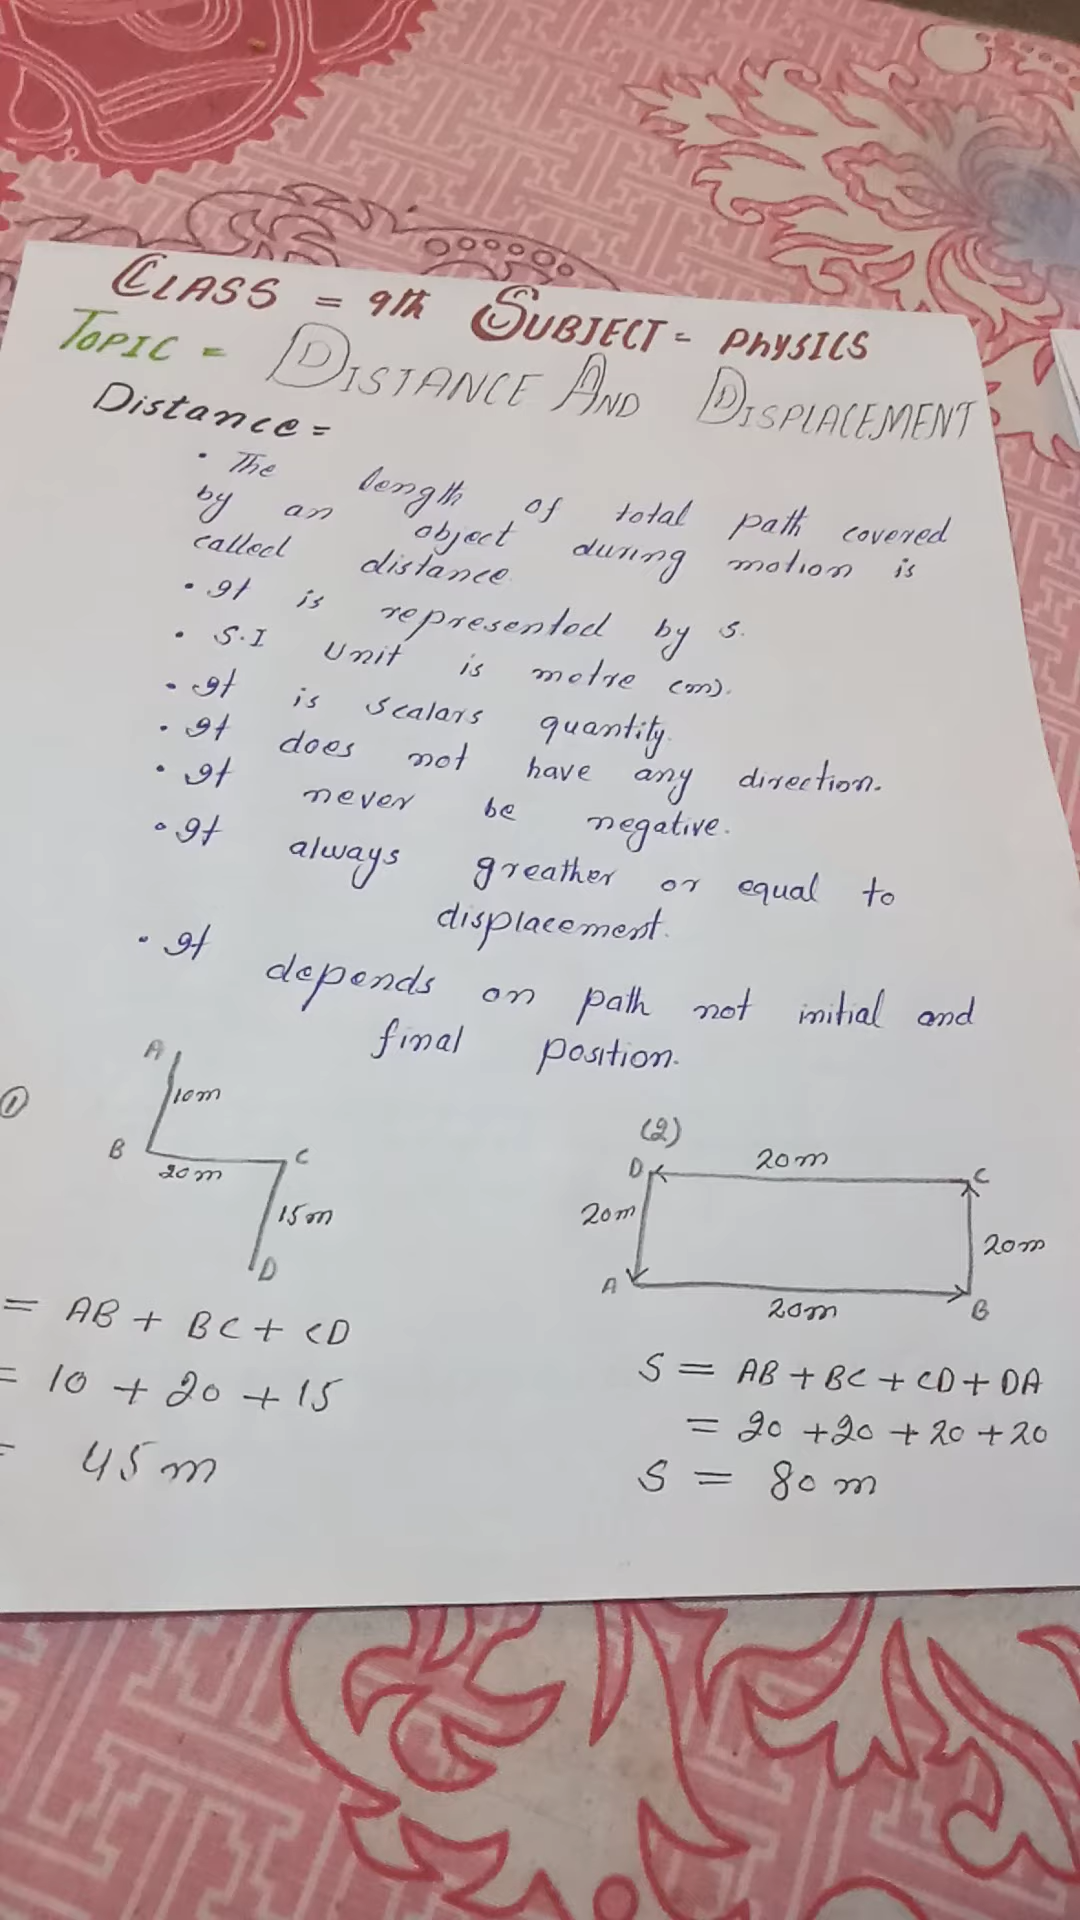 CLASS = 9th SUBJECT = PhysICS
TOPIC = DISTANCE AND DISPLACEMENT
Distance =
• The length of total path covered
by an object during motion is
called distance.
• It is represented by s.
• S.I Unit is metre (m).
• It is scalars quantity.
• It does not have any direction.
• It never be negative.
• It always greather or equal to
displacement.
• It depends on path not initial and
final position.
①
A
10m
B
20m
C
15m
D
= AB + BC + CD
= 10 + 20 + 15
= 45m
(2)
D 20m C
20m
20m
A 20m B
S = AB + BC + CD + DA
= 20 + 20 + 20 + 20
S = 80 m